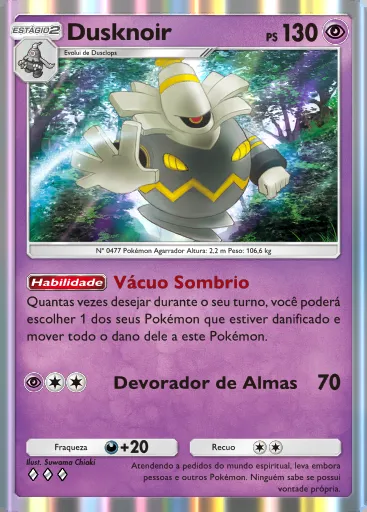 ESTÁGIO2
Dusknoir
PS 130
Evolui de Dusclops
Nº 0477 Pokémon Agarrador Altura: 2,2 m Peso: 106,6 kg
Habilidade Vácuo Sombrio
Quantas vezes desejar durante o seu turno, você poderá
escolher 1 dos seus Pokémon que estiver danificado e
mover todo o dano dele a este Pokémon.
Devorador de Almas 70
Fraqueza +20 Recuo
Ilust. Suwama Chiaki
Atendendo a pedidos do mundo espiritual, leva embora
pessoas e outros Pokémon. Ninguém sabe se possui
vontade própria.